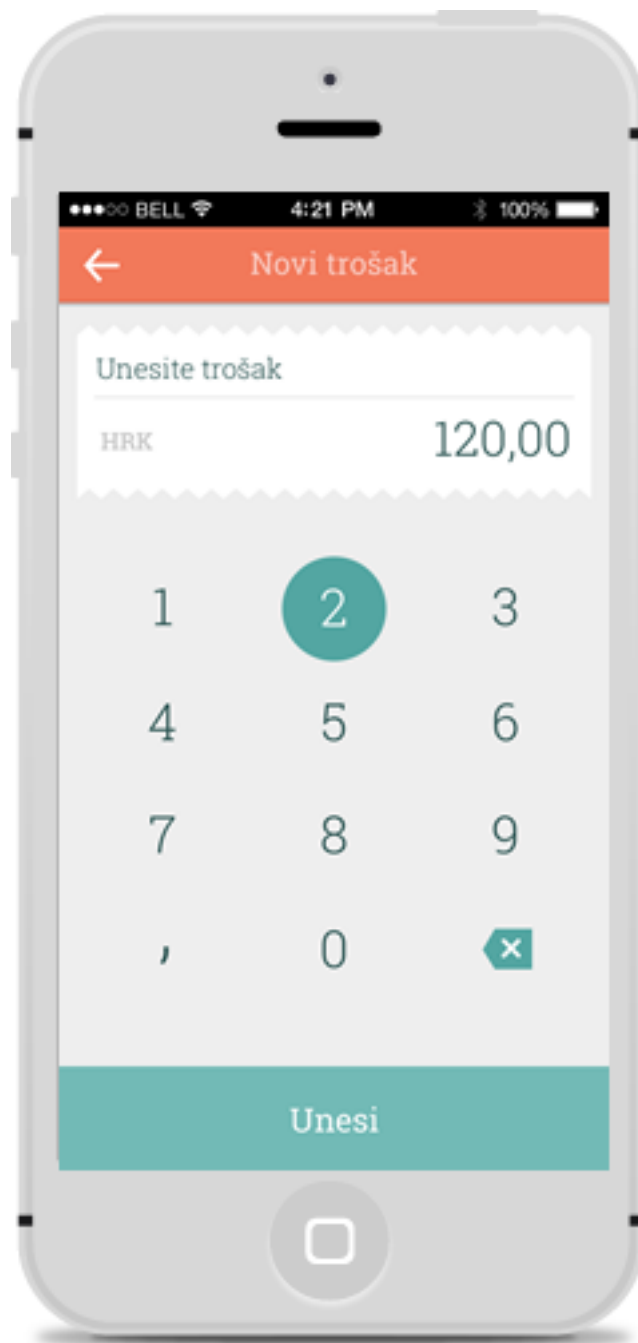 BELL 4:21 PM 100%
Novi trošak
Unesite trošak
HRK 120,00
1 2 3
4 5 6
7 8 9
, 0
Unesi